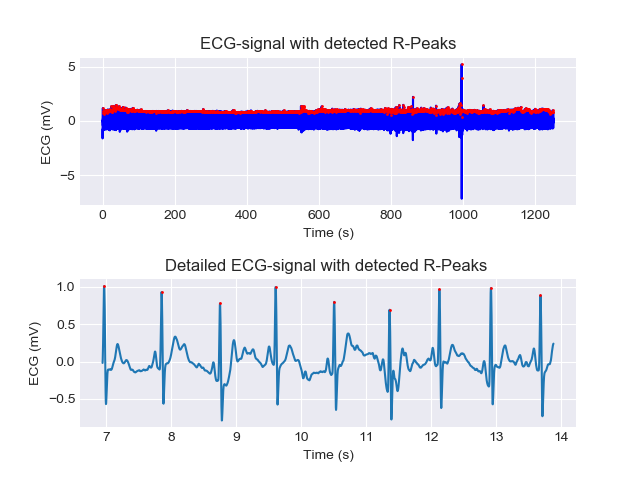 ECG-signal with detected R-Peaks
5
0
−5
ECG (mV)
0 200 400 600 800 1000 1200
Time (s)
Detailed ECG-signal with detected R-Peaks
1.0
0.5
0.0
−0.5
ECG (mV)
7 8 9 10 11 12 13 14
Time (s)